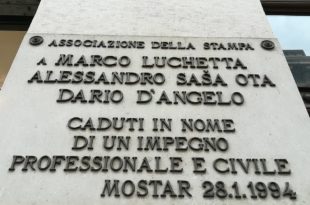 ASSOCIAZIONE DELLA STAMPA
A MARCO LUCHETTA
ALESSANDRO SAŠA OTA
DARIO D'ANGELO
CADUTI IN NOME
DI UN IMPEGNO
PROFESSIONALE E CIVILE
MOSTAR 28.1.1994